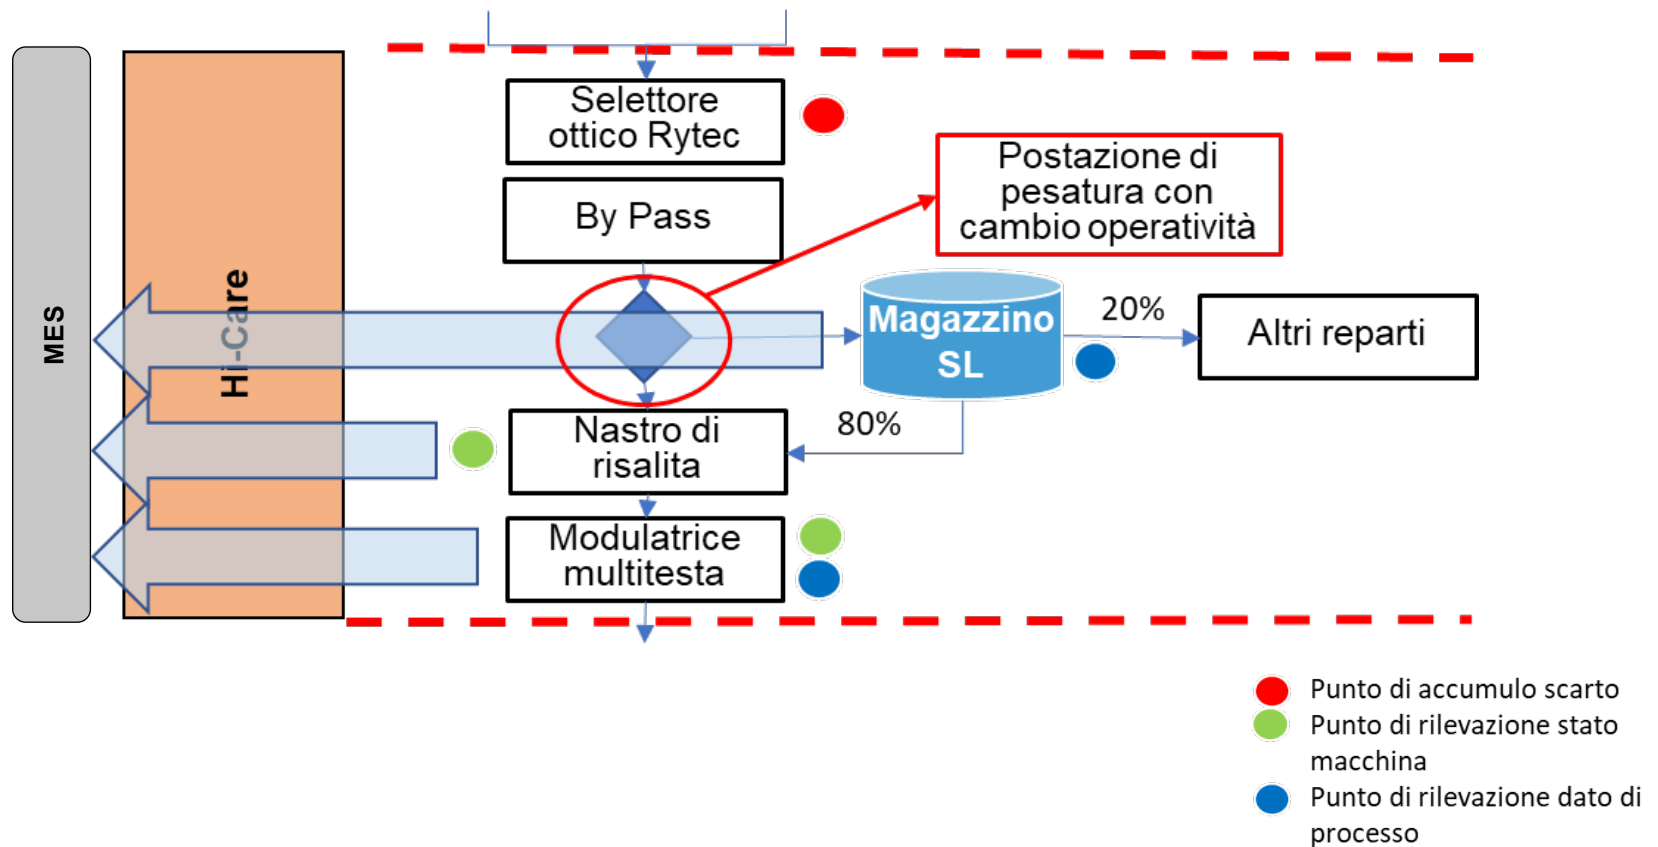 Selettore
ottico Rytec
Postazione di
pesatura con
cambio operatività
By Pass
MES
Hi-Care
Magazzino
SL
20%
Altri reparti
80%
Nastro di
risalita
Modulatrice
multitesta
Punto di accumulo scarto
Punto di rilevazione stato
macchina
Punto di rilevazione dato di
processo